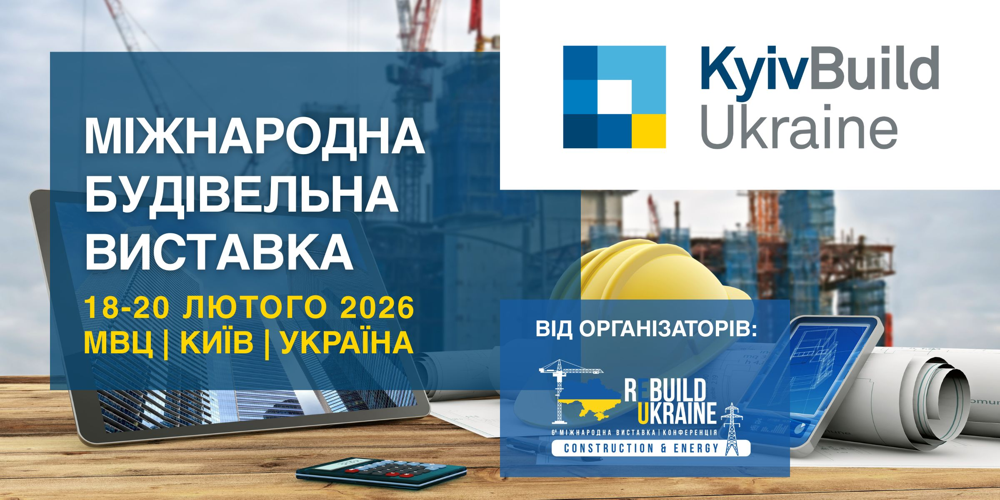 KyivBuild
Ukraine
МІЖНАРОДНА
БУДІВЕЛЬНА
ВИСТАВКА
18-20 ЛЮТОГО 2026
МВЦ | КИЇВ | УКРАЇНА
ВІД ОРГАНІЗАТОРІВ:
REBUILD
UKRAINE
6А МІЖНАРОДНА ВИСТАВКА | КОНФЕРЕНЦІЯ
CONSTRUCTION & ENERGY